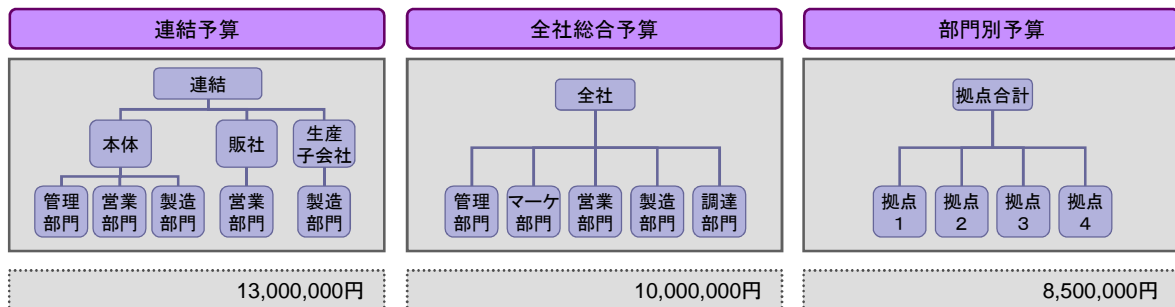 連結予算
全社総合予算
部門別予算
連結
本体
販社
生産
子会社
管理
部門
営業
部門
製造
部門
営業
部門
製造
部門
全社
管理
部門
マーケ
部門
営業
部門
製造
部門
調達
部門
拠点合計
拠点
1
拠点
2
拠点
3
拠点
4
13,000,000円
10,000,000円
8,500,000円